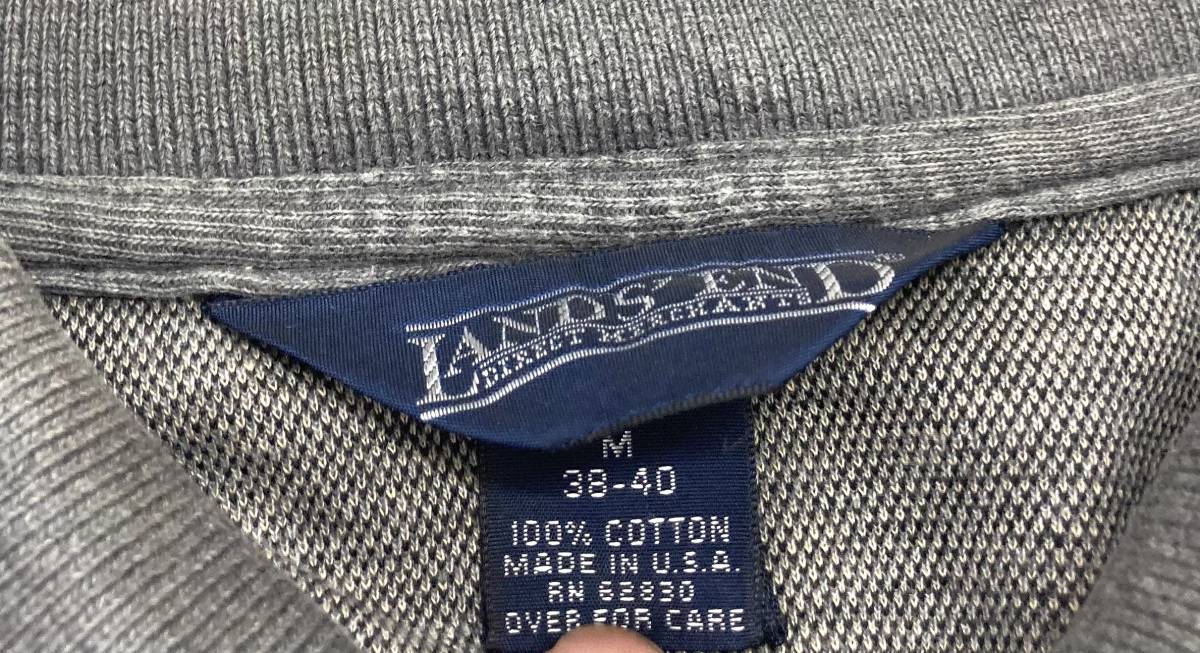 LANDS' END
DIRECT MERCHANTS
M
38-40
100% COTTON
MADE IN U.S.A.
RN 62830
OVER FOR CARE